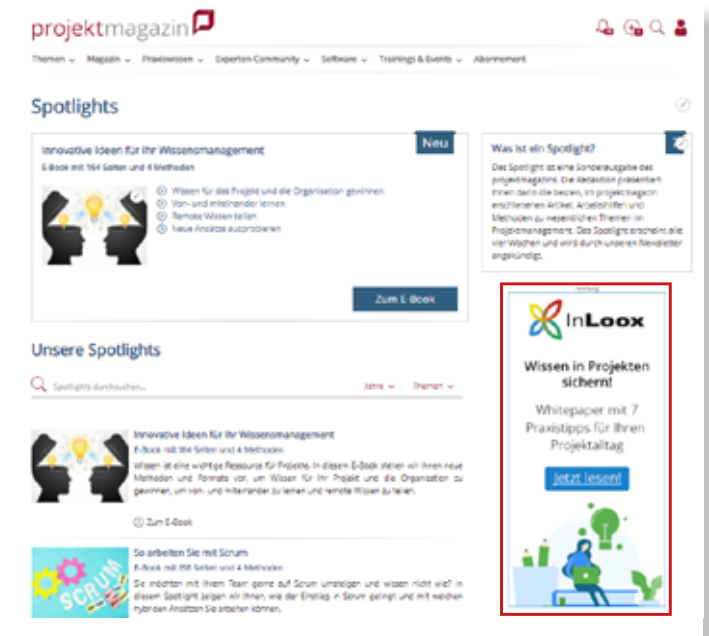 projektmagazin
Themen Magazin Praxiswissen Experten-Community Software Trainings & Events Abonnement
Spotlights
Neu
Innovative Ideen für Ihr Wissensmanagement
E-Book mit 164 Seiten und 4 Methoden
Wissen für das Projekt und die Organisation gewinnen
Von- und miteinander lernen
Remote Wissen teilen
Neue Ansätze ausprobieren
Zum E-Book
Was ist ein Spotlight?
Das Spotlight ist eine Sonderausgabe des
projektmagazins. Die Redaktion präsentiert
Ihnen darin die besten, im projektmagazin
erschienenen Artikel, Arbeitshilfen und
Methoden zu wesentlichen Themen im
Projektmanagement. Das Spotlight erscheint alle
vier Wochen und wird durch unseren Newsletter
angekündigt.
Werbung
InLoox
Wissen in Projekten
sichern!
Whitepaper mit 7
Praxistipps für Ihren
Projektalltag
Jetzt lesen!
Unsere Spotlights
Spotlights durchsuchen...
Jahre Themen
Innovative Ideen für Ihr Wissensmanagement
E-Book mit 164 Seiten und 4 Methoden
Wissen ist eine wichtige Ressource für Projekte. In diesem E-Book stellen wir Ihnen neue
Methoden und Formate vor, um Wissen für Ihr Projekt und die Organisation zu
gewinnen, um von- und miteinander zu lernen und remote Wissen zu teilen.
Zum E-Book
SCRUM
So arbeiten Sie mit Scrum
E-Book mit 158 Seiten und 4 Methoden
Sie möchten mit Ihrem Team gerne auf Scrum umsteigen und wissen nicht wie? In
diesem Spotlight zeigen wir Ihnen, wie der Einstieg in Scrum gelingt und mit welchen
hybriden Ansätzen Sie arbeiten können.